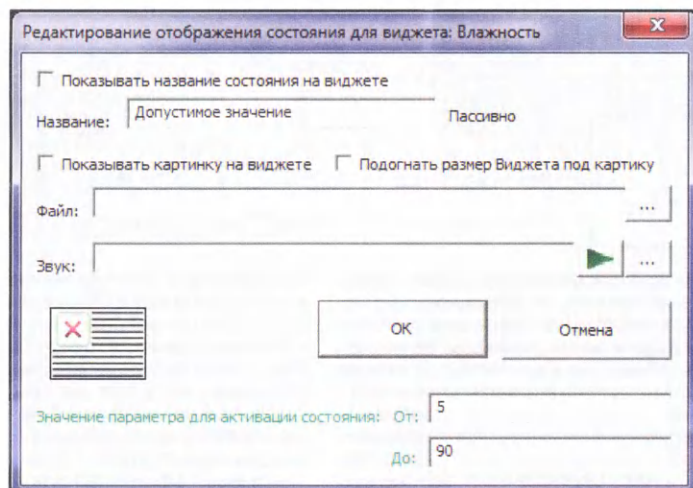 Редактирование отображения состояния для виджета: Влажность
Показывать название состояния на виджете
Название: Допустимое значение Пассивно
Показывать картинку на виджете Подогнать размер Виджета под картику
Файл: ...
Звук: ...
OK Отмена
Значение параметра для активации состояния: От: 5
До: 90